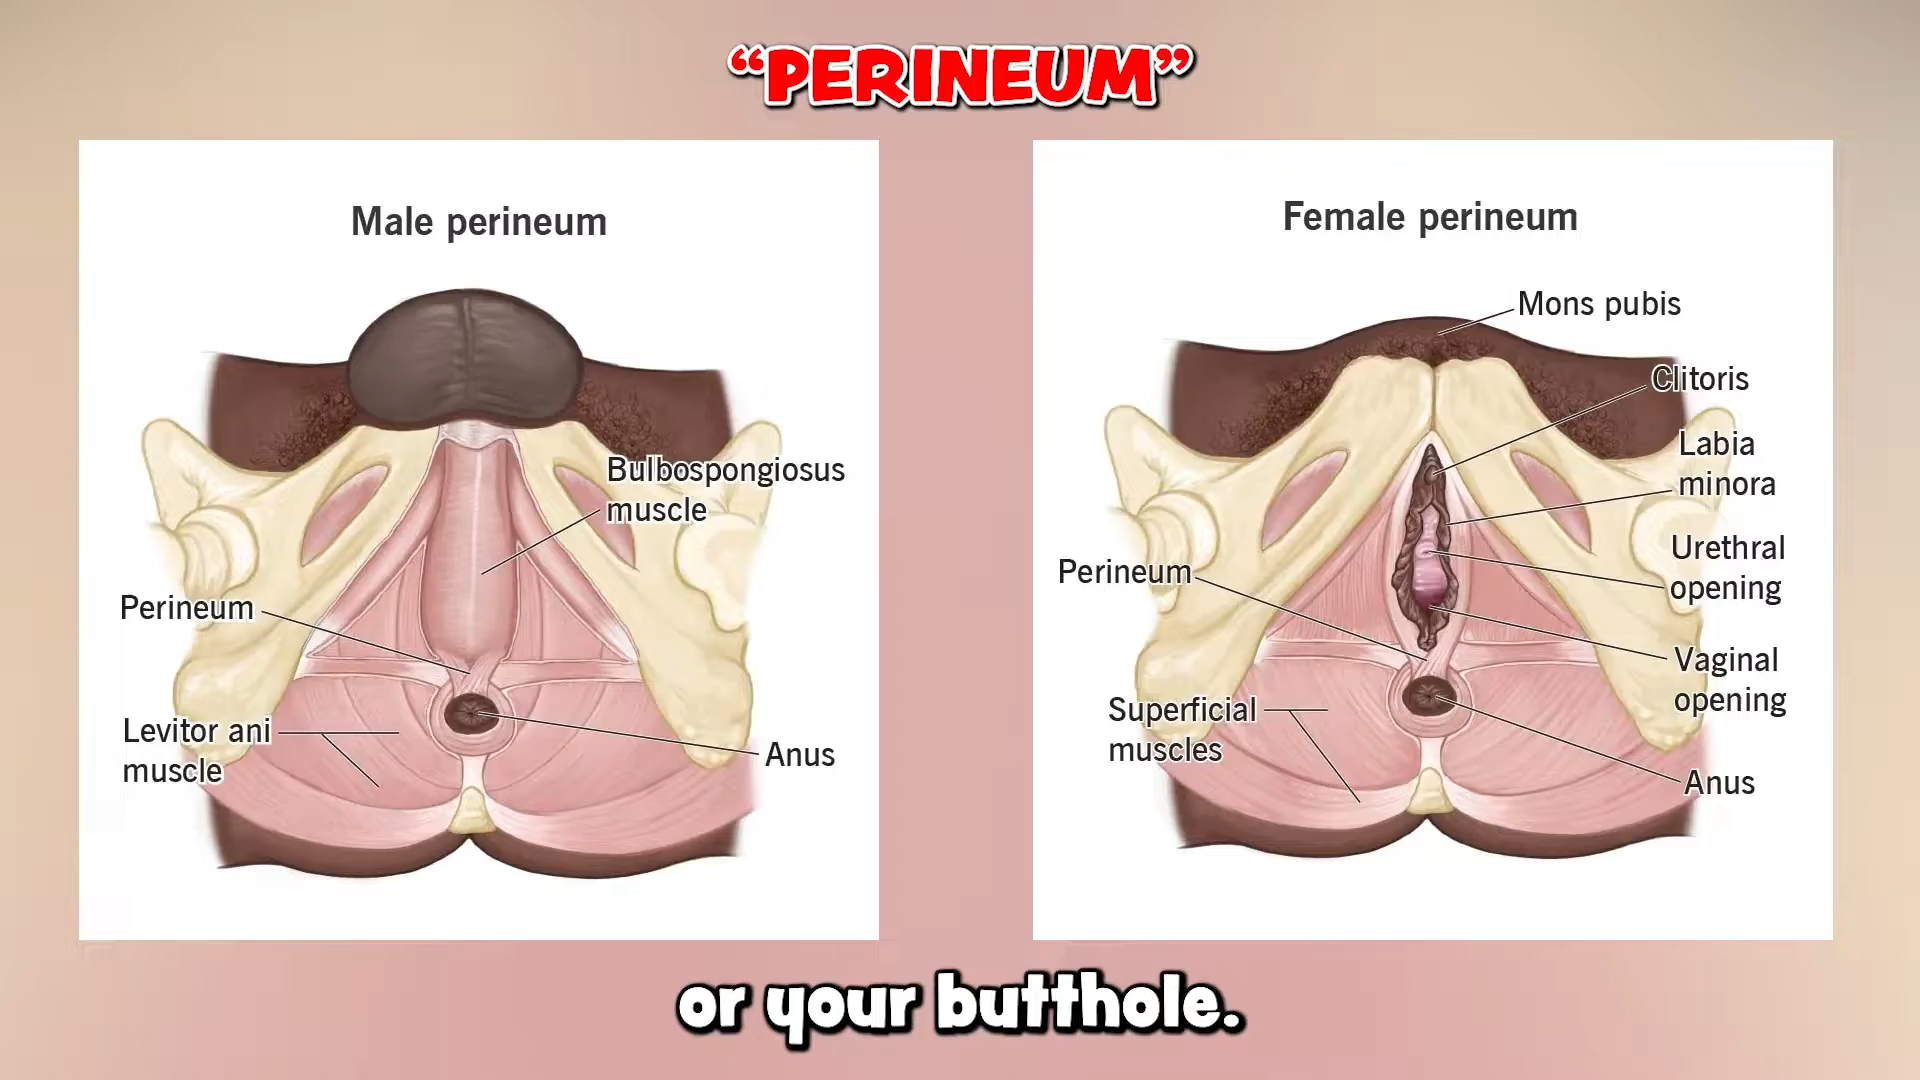 “PERINEUM”
Male perineum
Bulbospongiosus
muscle
Perineum
Levitor ani
muscle
Anus
Female perineum
Mons pubis
Clitoris
Labia
minora
Urethral
opening
Perineum
Vaginal
opening
Superficial
muscles
Anus
or your butthole.